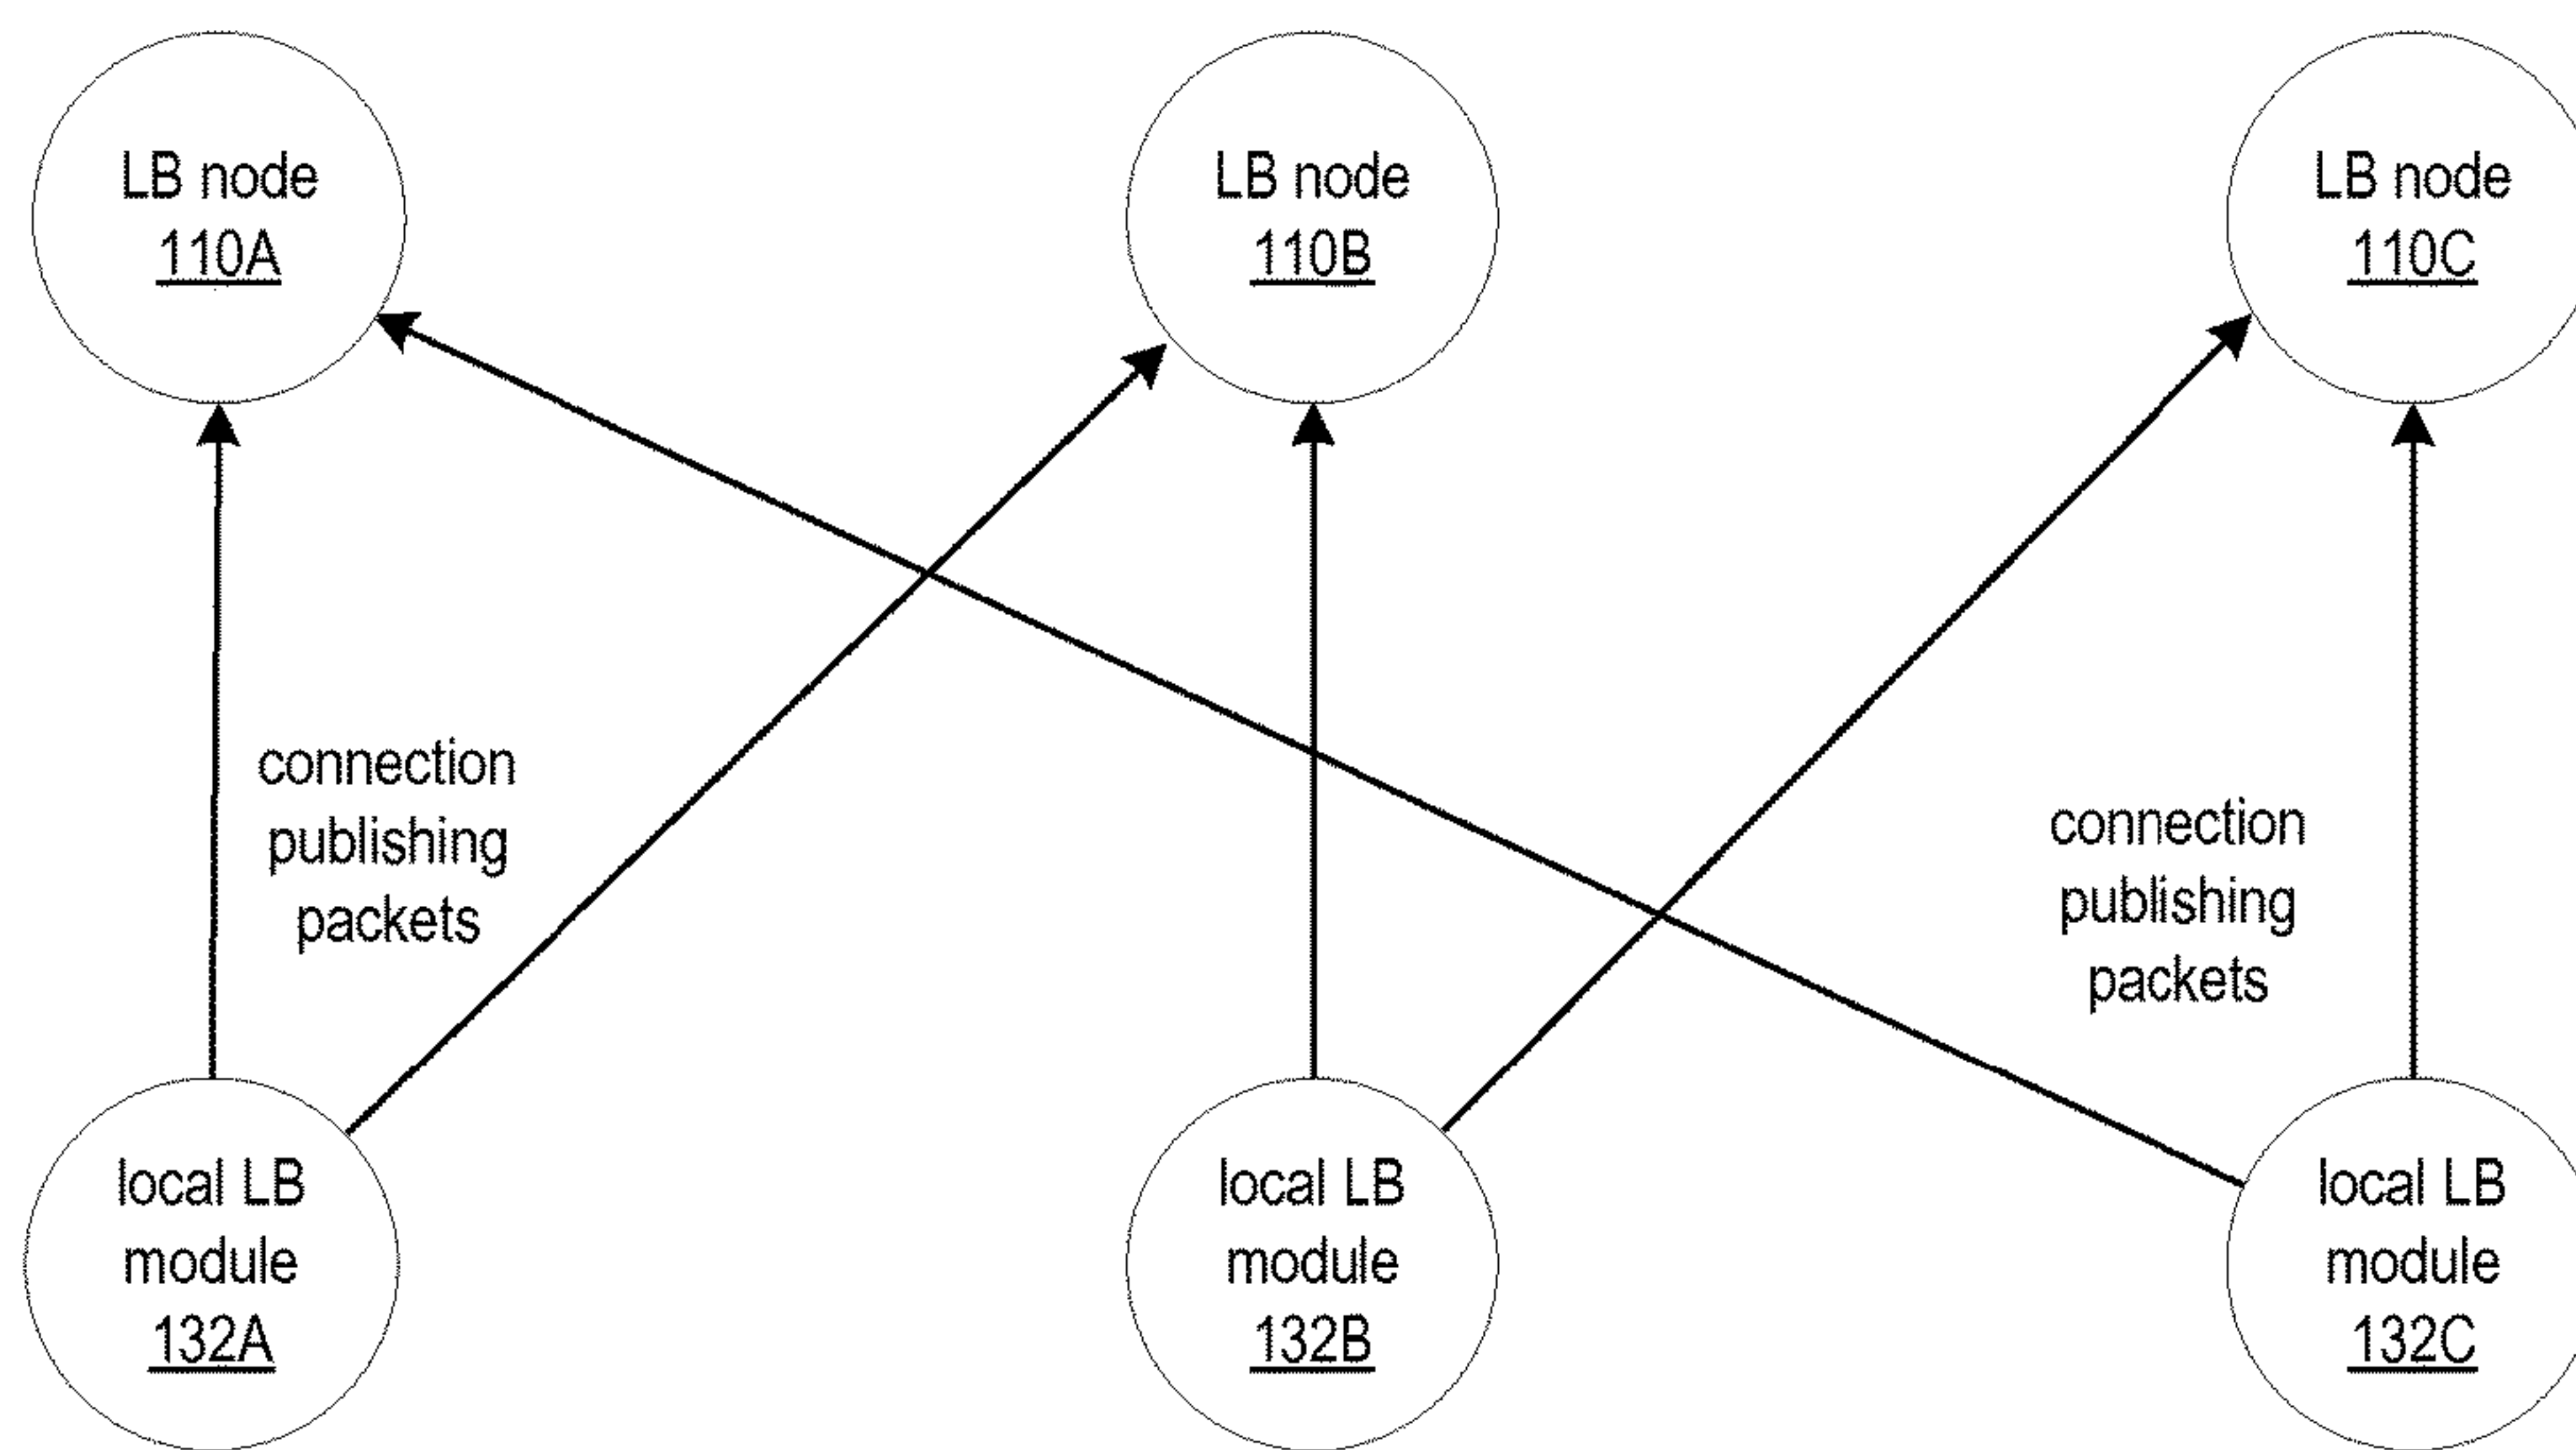 LB node
110A
LB node
110B
LB node
110C
connection
publishing
packets
connection
publishing
packets
local LB
module
132A
local LB
module
132B
local LB
module
132C